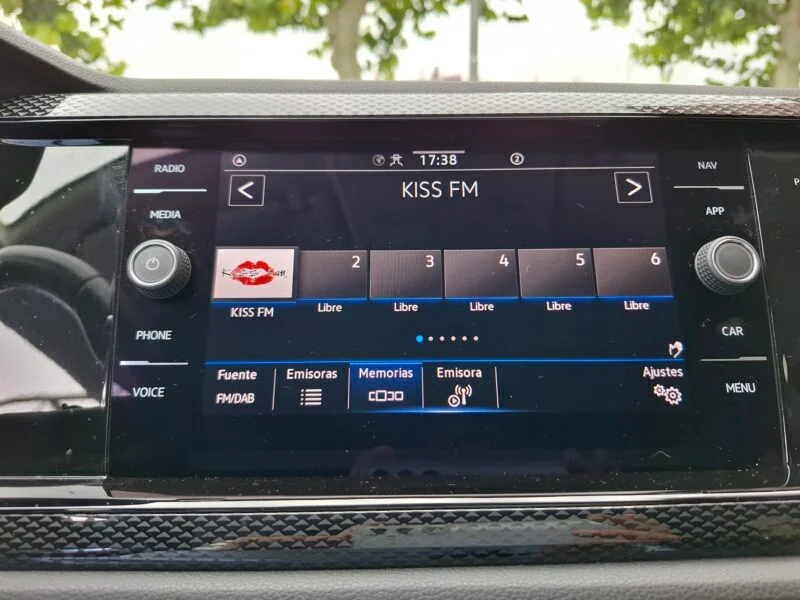 RADIO
MEDIA
PHONE
VOICE
17:38
2
KISS FM
2
3
4
5
6
KISS FM
Libre
Libre
Libre
Libre
Libre
Fuente
FM/DAB
Emisoras
Memorias
Emisora
Ajustes
NAV
APP
CAR
MENU
P